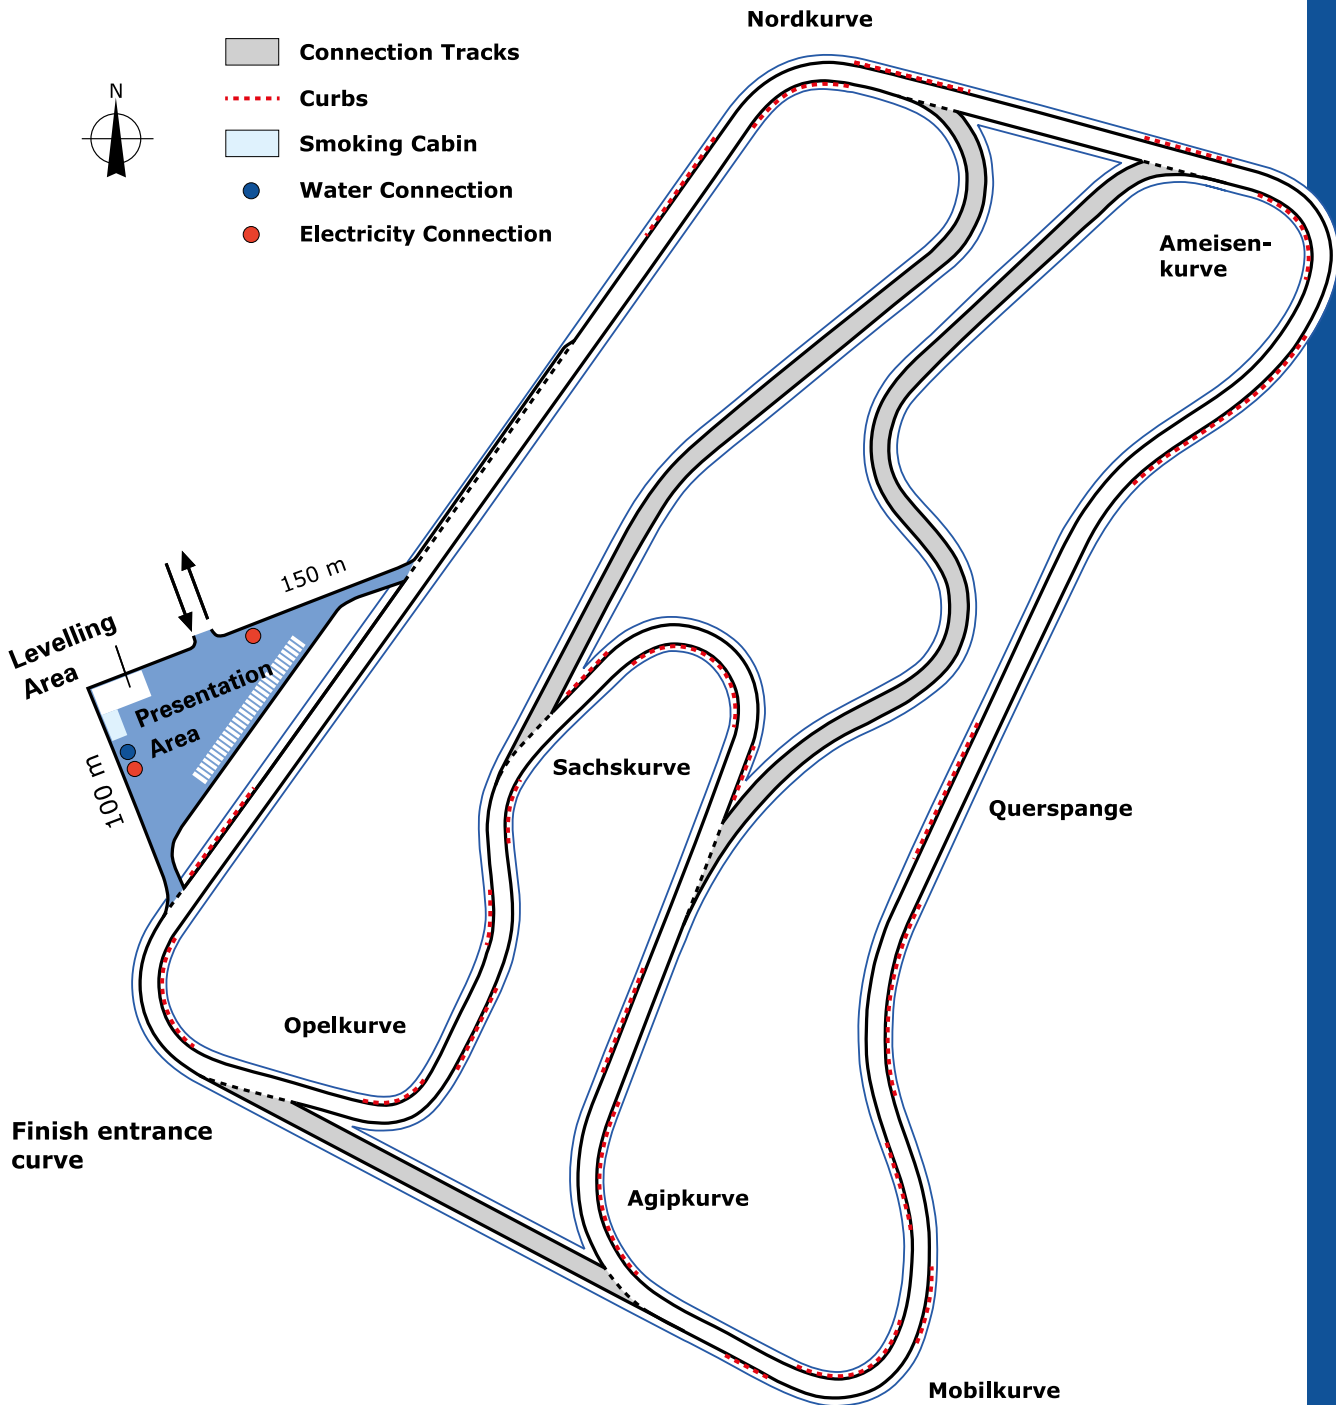 Nordkurve
Connection Tracks
N
Curbs
Smoking Cabin
Water Connection
Electricity Connection
Ameisen-
kurve
150 m
Levelling
Area
Presentation
Area
100 m
Sachskurve
Querspange
Opelkurve
Finish entrance
curve
Agipkurve
Mobilkurve